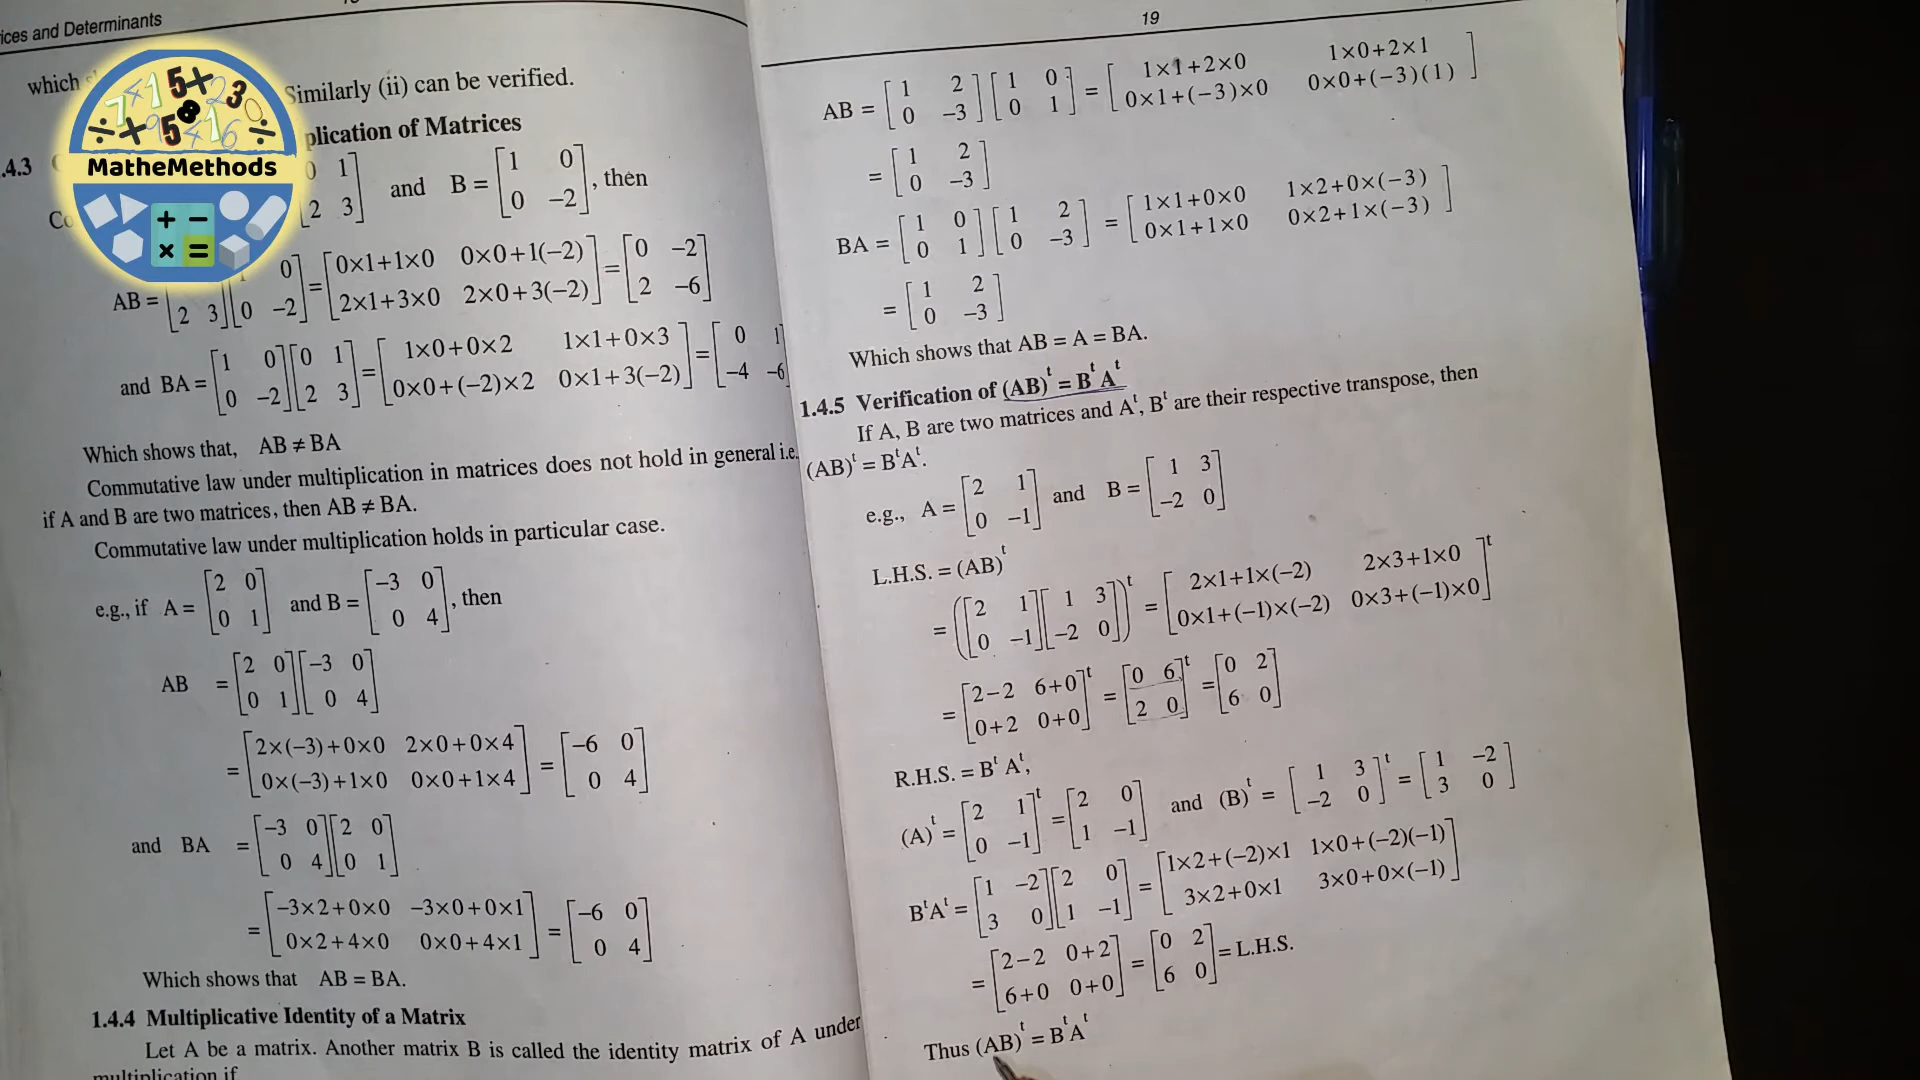 ices and Determinants
which
Similarly (ii) can be verified.
.4.3 plication of Matrices
0 1] and B = [1 0], then
2 3] [0 −2]
Co
AB = 0] = [0×1+1×0 0×0+1(−2)] = [0 −2]
[2 3][0 −2] [2×1+3×0 2×0+3(−2)] [2 −6]
and BA = [1 0][0 1] = [1×0+0×2 1×1+0×3] = [0 1]
[0 −2][2 3] [0×0+(−2)×2 0×1+3(−2)] [−4 −6]
Which shows that, AB ≠ BA
Commutative law under multiplication in matrices does not hold in general i.e.
if A and B are two matrices, then AB ≠ BA.
Commutative law under multiplication holds in particular case.
e.g., if A = [2 0] and B = [−3 0], then
[0 1] [0 4]
AB = [2 0][−3 0]
[0 1][0 4]
= [2×(−3)+0×0 2×0+0×4] = [−6 0]
[0×(−3)+1×0 0×0+1×4] [0 4]
and BA = [−3 0][2 0]
[0 4][0 1]
= [−3×2+0×0 −3×0+0×1] = [−6 0]
[0×2+4×0 0×0+4×1] [0 4]
Which shows that AB = BA.
1.4.4 Multiplicative Identity of a Matrix
Let A be a matrix. Another matrix B is called the identity matrix of A under
multiplication if
19
AB = [1 2][1 0] = [1×1+2×0 1×0+2×1]
[0 −3][0 1] [0×1+(−3)×0 0×0+(−3)(1)]
= [1 2]
[0 −3]
BA = [1 0][1 2] = [1×1+0×0 1×2+0×(−3)]
[0 1][0 −3] [0×1+1×0 0×2+1×(−3)]
= [1 2]
[0 −3]
Which shows that AB = A = BA.
1.4.5 Verification of (AB)ᵗ = BᵗAᵗ
If A, B are two matrices and Aᵗ, Bᵗ are their respective transpose, then
(AB)ᵗ = BᵗAᵗ.
e.g., A = [2 1] and B = [1 3]
[0 −1] [−2 0]
L.H.S. = (AB)ᵗ
= ([2 1][1 3])ᵗ = [2×1+1×(−2) 2×3+1×0]ᵗ
([0 −1][−2 0]) [0×1+(−1)×(−2) 0×3+(−1)×0]
= [2−2 6+0]ᵗ = [0 6]ᵗ = [0 2]
[0+2 0+0] [2 0] [6 0]
R.H.S. = Bᵗ Aᵗ,
(A)ᵗ = [2 1]ᵗ = [2 0] and (B)ᵗ = [1 3]ᵗ = [1 −2]
[0 −1] [1 −1] [−2 0] [3 0]
BᵗAᵗ = [1 −2][2 0] = [1×2+(−2)×1 1×0+(−2)(−1)]
[3 0][1 −1] [3×2+0×1 3×0+0×(−1)]
= [2−2 0+2] = [0 2] = L.H.S.
[6+0 0+0] [6 0]
Thus (AB)ᵗ = BᵗAᵗ
MatheMethods